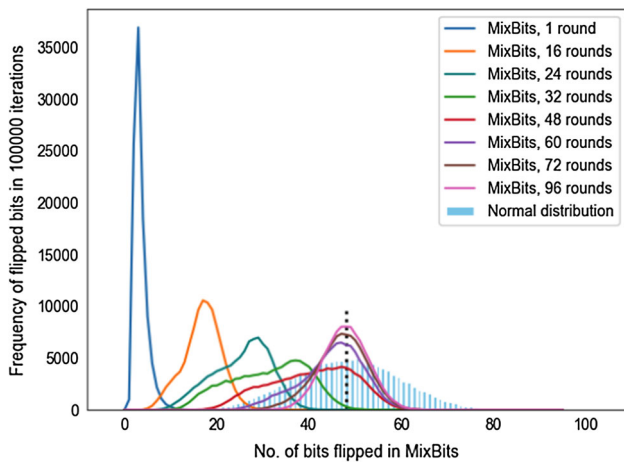 Frequency of flipped bits in 100000 iterations
35000
30000
25000
20000
15000
10000
5000
0
MixBits, 1 round
MixBits, 16 rounds
MixBits, 24 rounds
MixBits, 32 rounds
MixBits, 48 rounds
MixBits, 60 rounds
MixBits, 72 rounds
MixBits, 96 rounds
Normal distribution
0 20 40 60 80 100
No. of bits flipped in MixBits